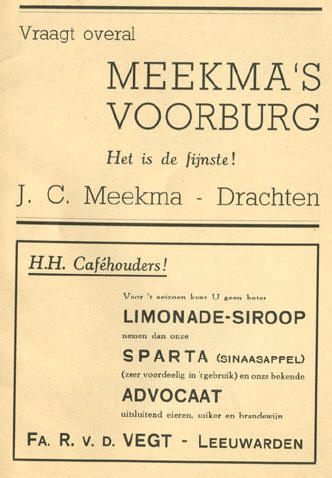 Vraagt overal
MEEKMA'S
VOORBURG
Het is de fijnste!
J. C. Meekma - Drachten
H.H. Caféhouders!
Voor 't seizoen kunt U geen beter
LIMONADE-SIROOP
nemen dan onze
SPARTA (SINAASAPPEL)
(zeer voordeelig in 'tgebruik) en onze bekende
ADVOCAAT
uitsluitend eieren, suiker en brandewijn
FA. R. V. D. VEGT - LEEUWARDEN